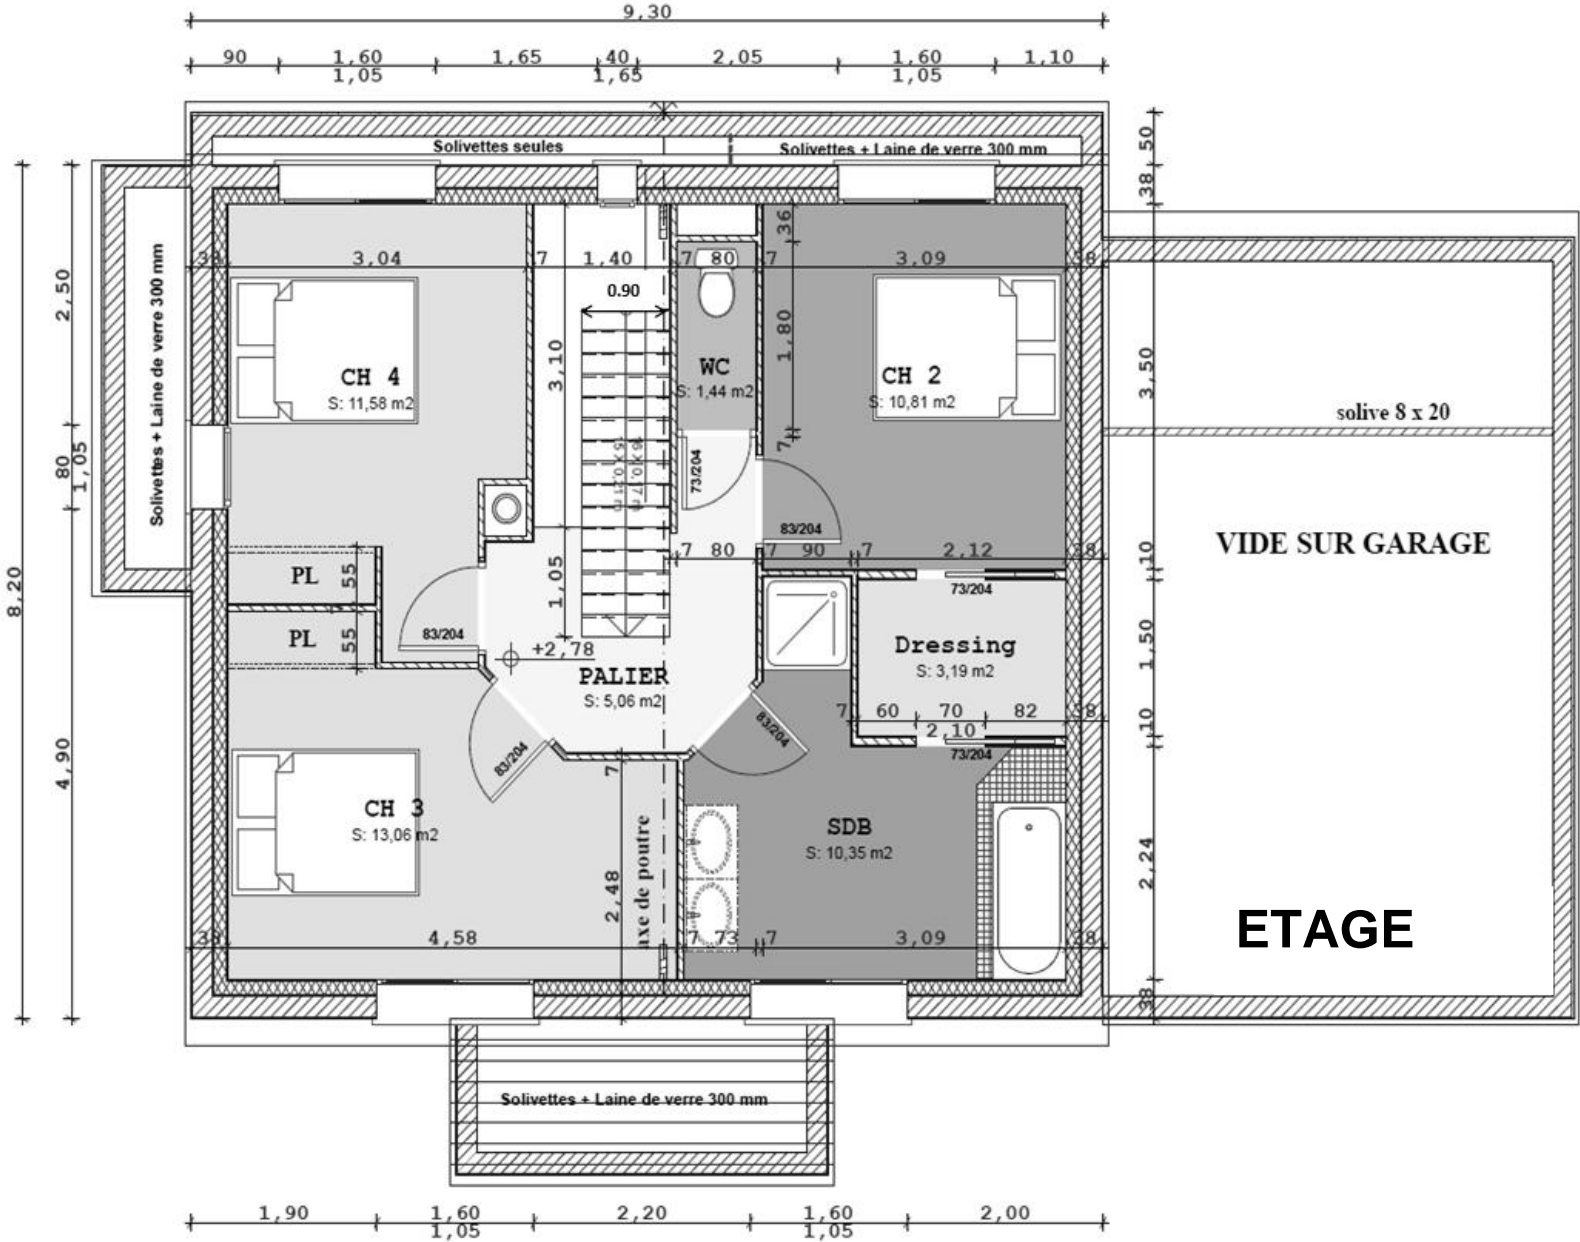 9,30
90 1,60 1,65 40 2,05 1,60 1,10
1,05 1,65 1,05
Solivettes seules
Solivettes + Laine de verre 300 mm
50
38
Solivettes + Laine de verre 300 mm
38 3,04 7 1,40 7 80 7 3,09 38
36
0.90
2,50
3,10
1,80
3,50
CH 4
S: 11,58 m2
WC
S: 1,44 m2
CH 2
S: 10,81 m2
solive 8 x 20
80
1,05
7
16 X 0,17 m
15 X 0,21 m
73/204
83/204
VIDE SUR GARAGE
7 80 7 90 7 2,12 38
10
8,20
PL
55
1,05
73/204
PL
55
83/204
+2,78
Dressing
S: 3,19 m2
1,50
PALIER
S: 5,06 m2
7 60 70 82 38
2,10
10
83/204
83/204
73/204
4,90
7
CH 3
S: 13,06 m2
SDB
S: 10,35 m2
2,24
2,48
axe de poutre
ETAGE
38 4,58 7 73 7 3,09 38
38
Solivettes + Laine de verre 300 mm
1,90 1,60 2,20 1,60 2,00
1,05 1,05